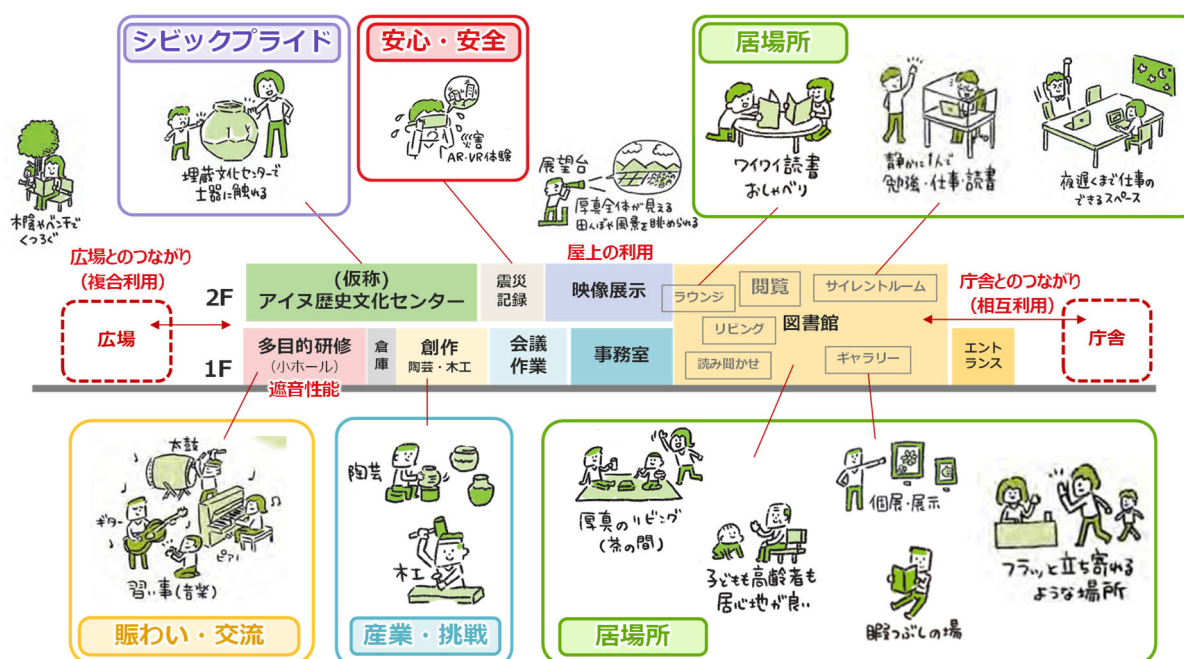 シビックプライド
埋蔵文化センターで
土器に触れる
安心・安全
災害
AR・VR体験
居場所
ワイワイ読書
おしゃべり
静かに1人で
勉強・仕事・読書
夜遅くまで仕事の
できるスペース
木陰やベンチで
くつろぐ
展望台
厚真全体が見える
田んぼや風景を眺められる
屋上の利用
広場とのつながり
(複合利用)
広場
庁舎とのつながり
(相互利用)
庁舎
2F
(仮称)
アイヌ歴史文化センター
震災
記録
映像展示
ラウンジ
閲覧
サイレントルーム
リビング
図書館
読み聞かせ
ギャラリー
1F
多目的研修
(小ホール)
遮音性能
倉
庫
創作
陶芸・木工
会議
作業
事務室
エント
ランス
太鼓
ギター
ピアノ
習い事(音楽)
賑わい・交流
陶芸
木工
産業・挑戦
厚真のリビング
(茶の間)
子どもも高齢者も
居心地が良い
個展・展示
暇つぶしの場
フラッと立ち寄れる
ような場所
居場所